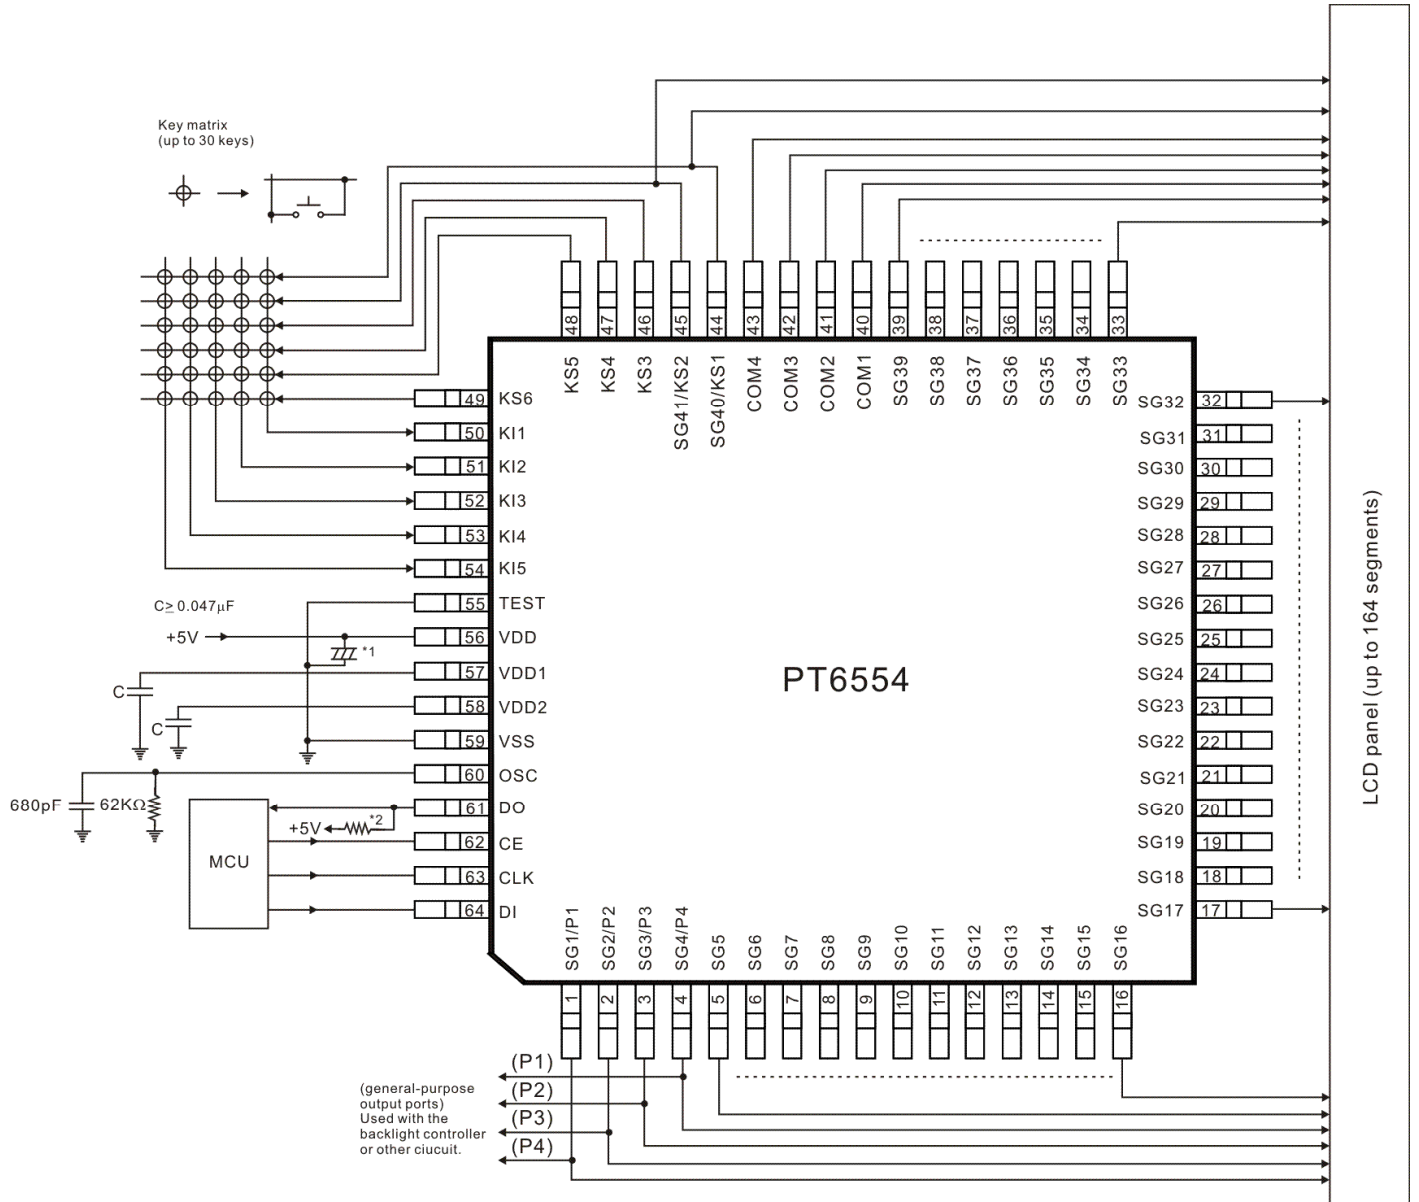 Key matrix
(up to 30 keys)
48
47
46
45
44
43
42
41
40
39
38
37
36
35
34
33
KS5
KS4
KS3
SG41/KS2
SG40/KS1
COM4
COM3
COM2
COM1
SG39
SG38
SG37
SG36
SG35
SG34
SG33
49 KS6
50 KI1
51 KI2
52 KI3
53 KI4
54 KI5
55 TEST
56 VDD
57 VDD1
58 VDD2
59 VSS
60 OSC
61 DO
62 CE
63 CLK
64 DI
C≥0.047μF
+5V
*1
C
C
680pF
62KΩ
+5V
*2
MCU
PT6554
SG32 32
SG31 31
SG30 30
SG29 29
SG28 28
SG27 27
SG26 26
SG25 25
SG24 24
SG23 23
SG22 22
SG21 21
SG20 20
SG19 19
SG18 18
SG17 17
LCD panel (up to 164 segments)
SG1/P1
SG2/P2
SG3/P3
SG4/P4
SG5
SG6
SG7
SG8
SG9
SG10
SG11
SG12
SG13
SG14
SG15
SG16
1
2
3
4
5
6
7
8
9
10
11
12
13
14
15
16
(P1)
(P2)
(P3)
(P4)
(general-purpose
output ports)
Used with the
backlight controller
or other ciucuit.